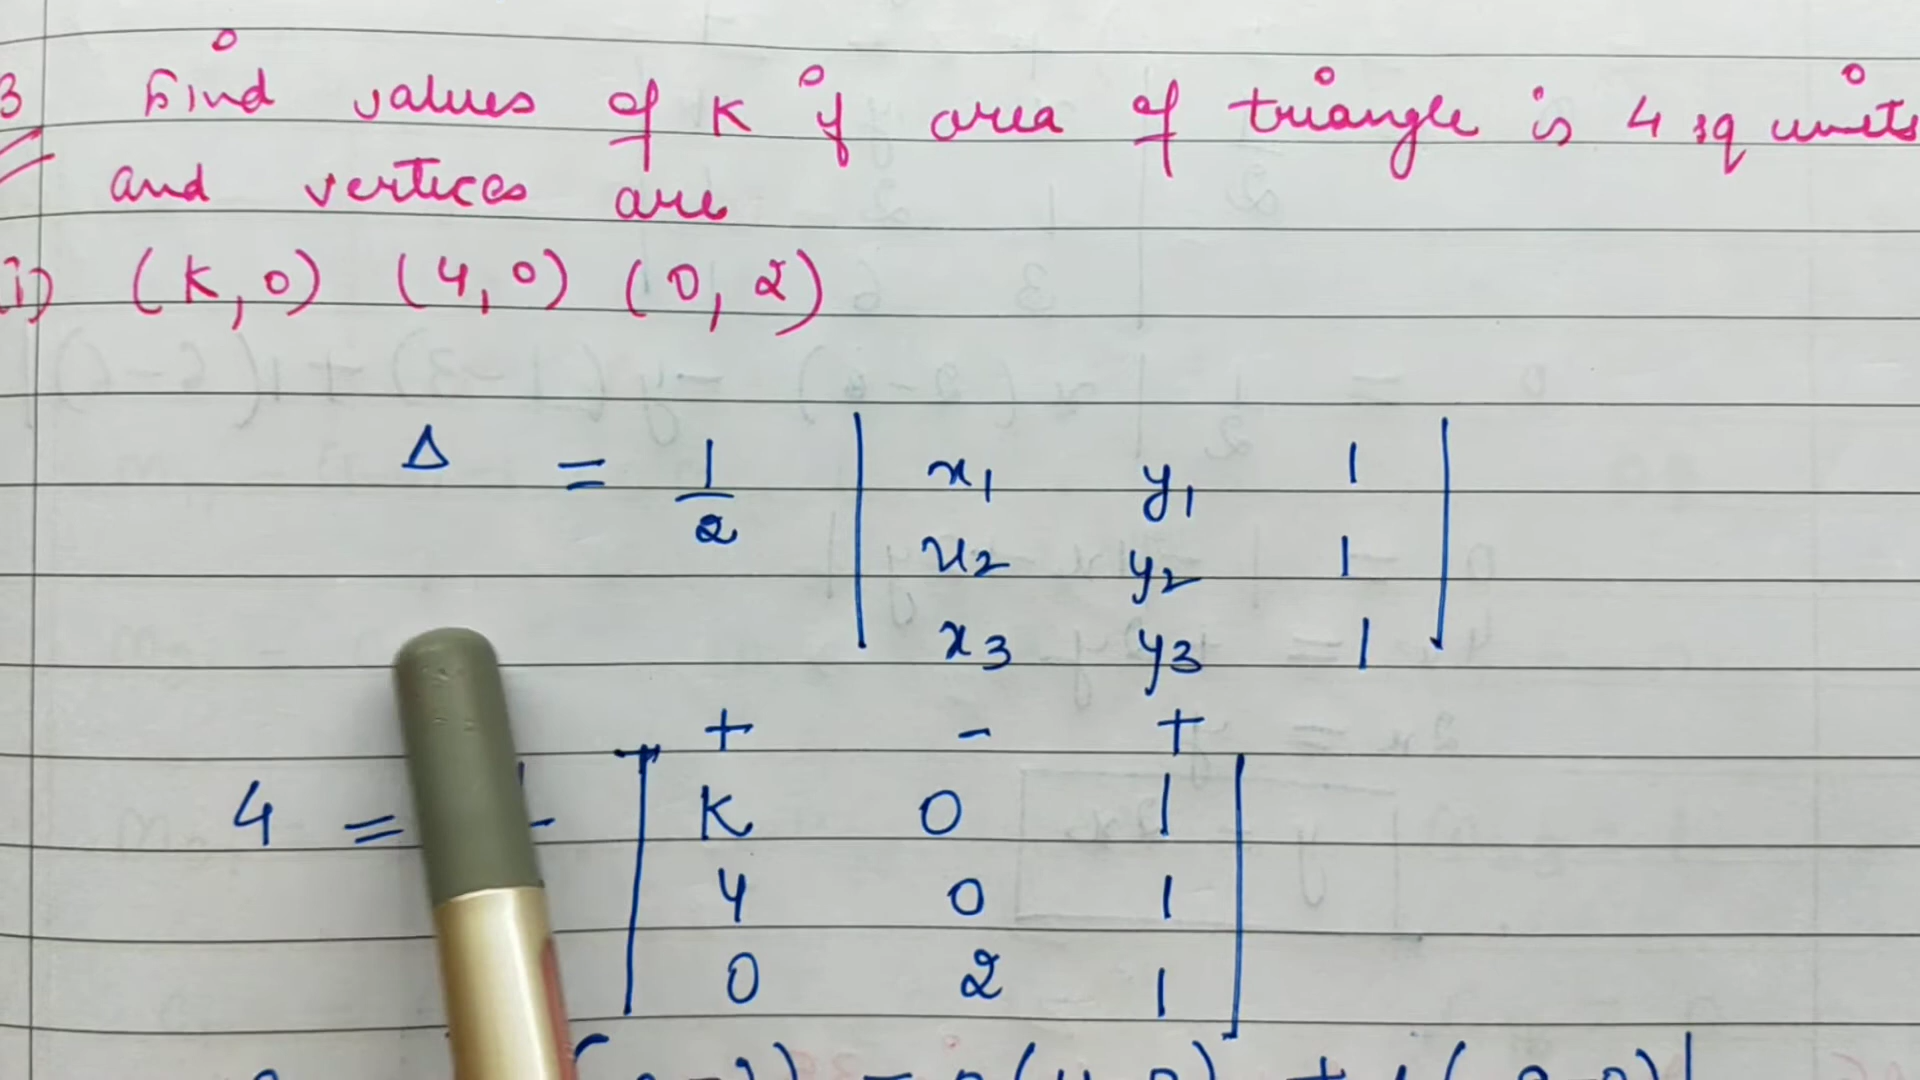 3 Find values of K if area of triangle is 4 sq units
and vertices are
i) (K, 0) (4, 0) (0, 2)
Δ = 1/2 | x1 y1 1
x2 y2 1
x3 y3 1 |
+ - +
4 = | K 0 1
4 0 1
0 2 1 |